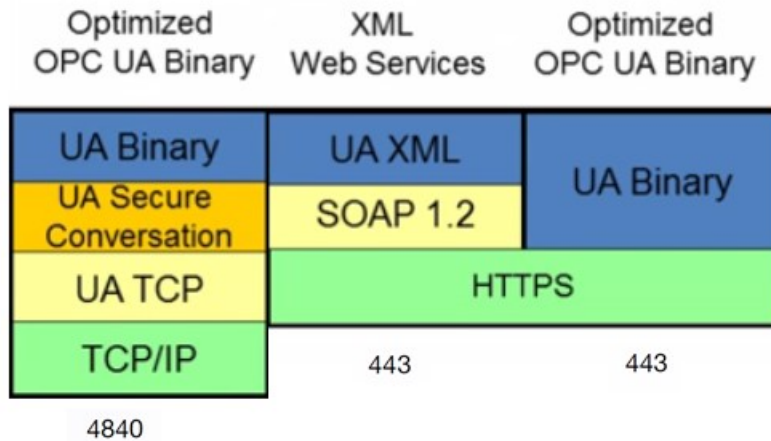 Optimized
OPC UA Binary
XML
Web Services
Optimized
OPC UA Binary
UA Binary
UA Secure
Conversation
UA TCP
TCP/IP
UA XML
SOAP 1.2
UA Binary
HTTPS
443
443
4840